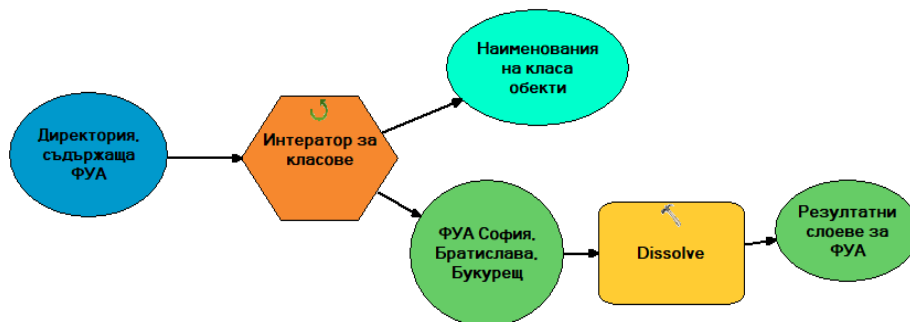 Директория,
съдържаща
ФУА
Интератор за
класове
Наименования
на класа
обекти
ФУА София,
Братислава,
Букурещ
Dissolve
Резултатни
слоеве за
ФУА